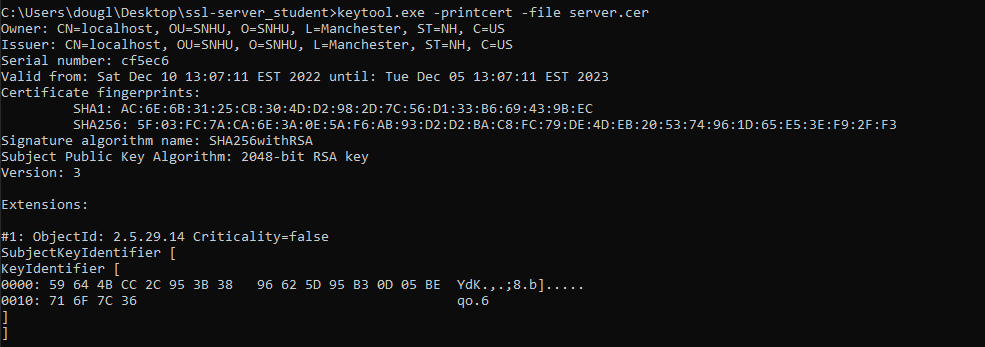 C:\Users\dougl\Desktop\ssl-server_student>keytool.exe -printcert -file server.cer
Owner: CN=localhost, OU=SNHU, O=SNHU, L=Manchester, ST=NH, C=US
Issuer: CN=localhost, OU=SNHU, O=SNHU, L=Manchester, ST=NH, C=US
Serial number: cf5ec6
Valid from: Sat Dec 10 13:07:11 EST 2022 until: Tue Dec 05 13:07:11 EST 2023
Certificate fingerprints:
         SHA1: AC:6E:6B:31:25:CB:30:4D:D2:98:2D:7C:56:D1:33:B6:69:43:9B:EC
         SHA256: 5F:03:FC:7A:CA:6E:3A:0E:5A:F6:AB:93:D2:D2:BA:C8:FC:79:DE:4D:EB:20:53:74:96:1D:65:E5:3E:F9:2F:F3
Signature algorithm name: SHA256withRSA
Subject Public Key Algorithm: 2048-bit RSA key
Version: 3
Extensions:
#1: ObjectId: 2.5.29.14 Criticality=false
SubjectKeyIdentifier [
KeyIdentifier [
0000: 59 64 4B CC 2C 95 3B 38   96 62 5D 95 B3 0D 05 BE  YdK.,.;8.b].....
0010: 71 6F 7C 36                                        qo.6
]
]